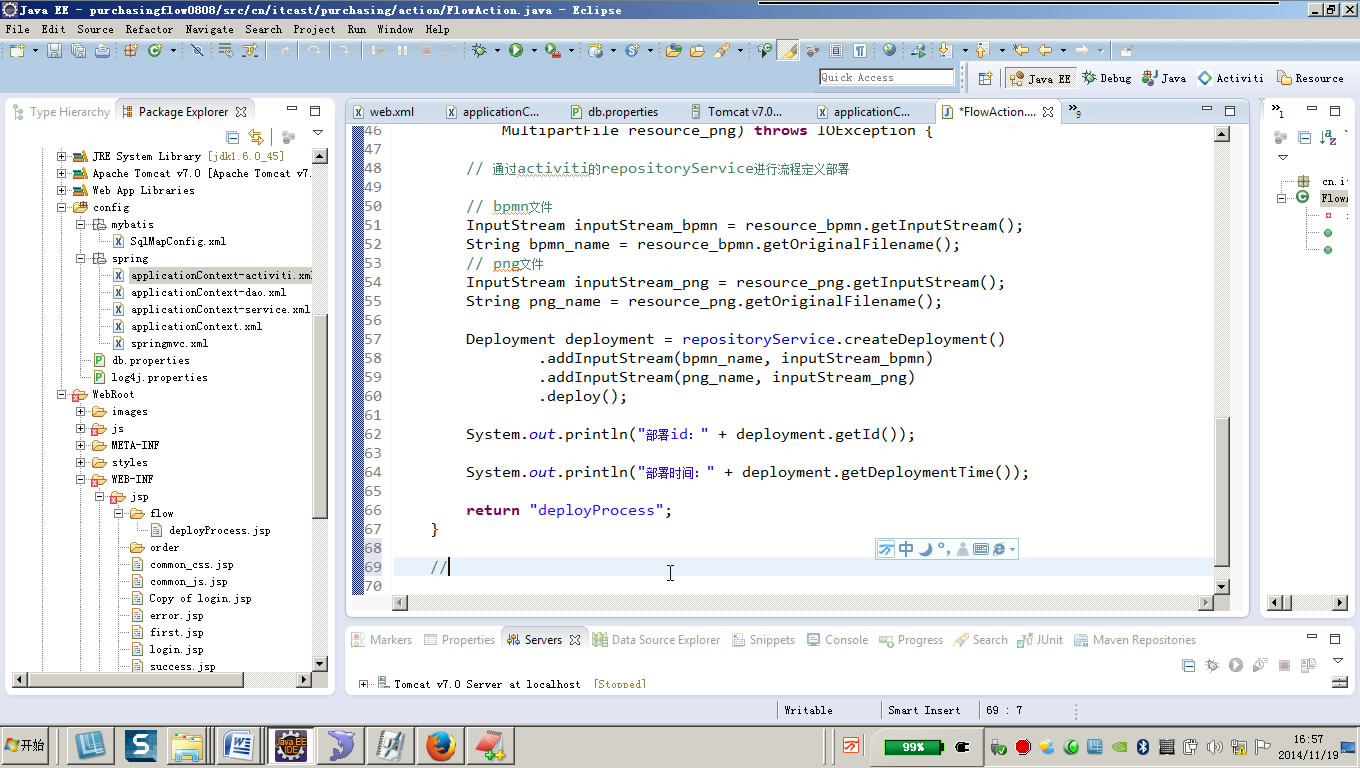 Java EE - purchasingflow0808/src/cn/itcast/purchasing/action/FlowAction.java - Eclipse
File Edit Source Refactor Navigate Search Project Run Window Help
Quick Access
Java EE Debug Java Activiti Resource
Type Hierarchy Package Explorer
JRE System Library [jdk1.6.0_45]
Apache Tomcat v7.0 [Apache Tomcat v7.
Web App Libraries
config
mybatis
SqlMapConfig.xml
spring
applicationContext-activiti.xml
applicationContext-dao.xml
applicationContext-service.xml
applicationContext.xml
springmvc.xml
db.properties
log4j.properties
WebRoot
images
js
META-INF
styles
WEB-INF
jsp
flow
deployProcess.jsp
order
common_css.jsp
common_js.jsp
Copy of login.jsp
error.jsp
first.jsp
login.jsp
success.jsp
web.xml applicationC... db.properties Tomcat v7.0... applicationC... *FlowAction.... »9
46 MultipartFile resource_png) throws IOException {
47
48 // 通过activiti的repositoryService进行流程定义部署
49
50 // bpmn文件
51 InputStream inputStream_bpmn = resource_bpmn.getInputStream();
52 String bpmn_name = resource_bpmn.getOriginalFilename();
53 // png文件
54 InputStream inputStream_png = resource_png.getInputStream();
55 String png_name = resource_png.getOriginalFilename();
56
57 Deployment deployment = repositoryService.createDeployment()
58 .addInputStream(bpmn_name, inputStream_bpmn)
59 .addInputStream(png_name, inputStream_png)
60 .deploy();
61
62 System.out.println("部署id：" + deployment.getId());
63
64 System.out.println("部署时间：" + deployment.getDeploymentTime());
65
66 return "deployProcess";
67 }
68
69 //
70
中
»1
cn.it
Flow
Markers Properties Servers Data Source Explorer Snippets Console Progress Search JUnit Maven Repositories
Tomcat v7.0 Server at localhost [Stopped]
Writable Smart Insert 69 : 7
开始
99%
16:57
2014/11/19